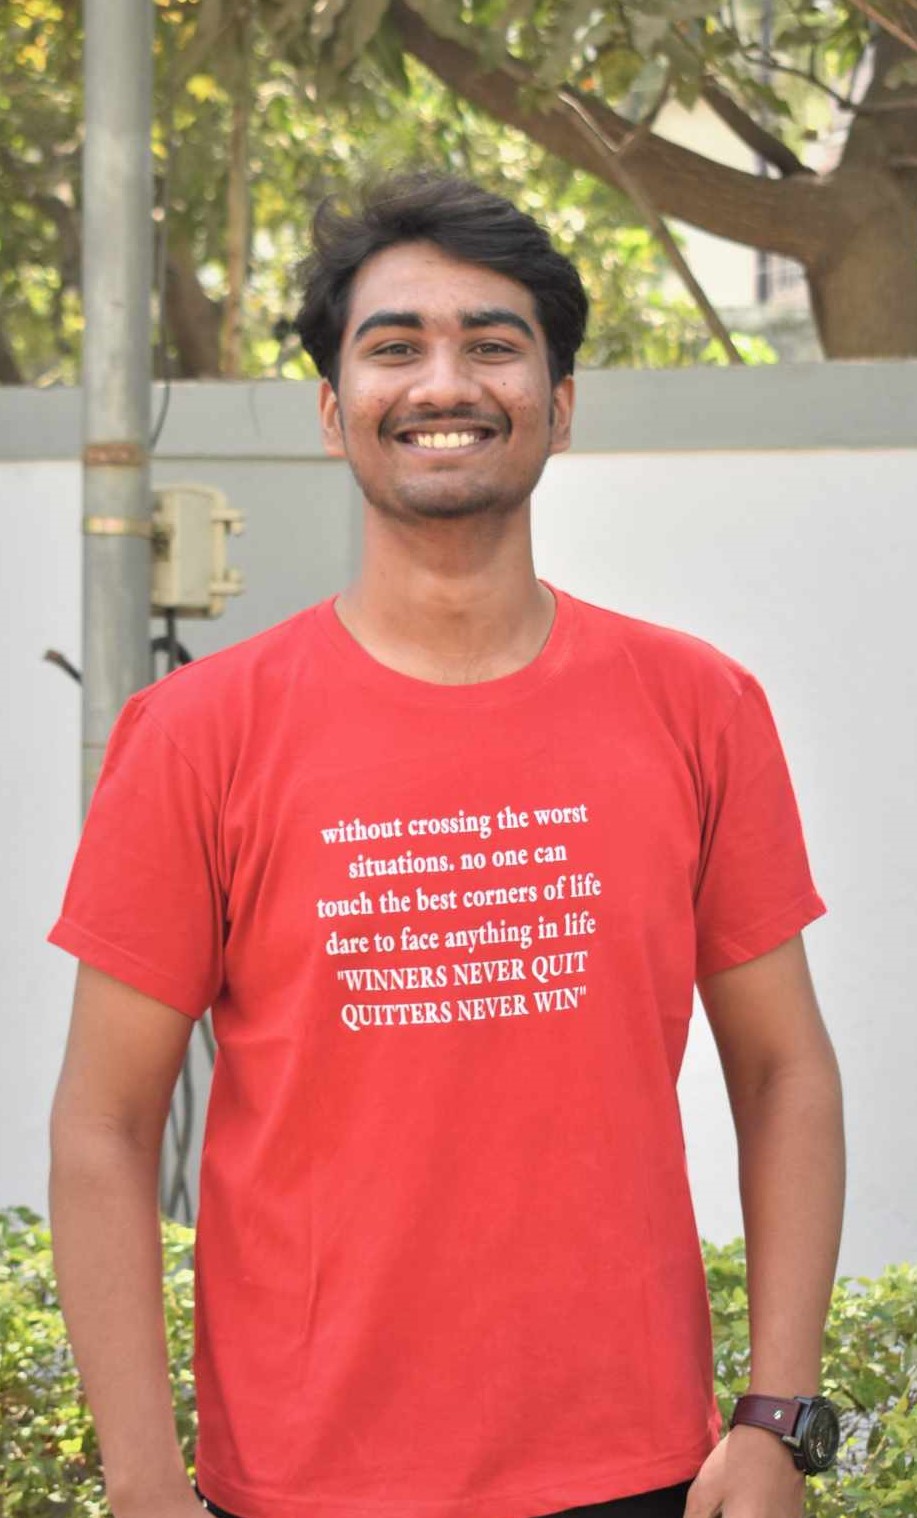 without crossing the worst
situations. no one can
touch the best corners of life
dare to face anything in life
"WINNERS NEVER QUIT
QUITTERS NEVER WIN"